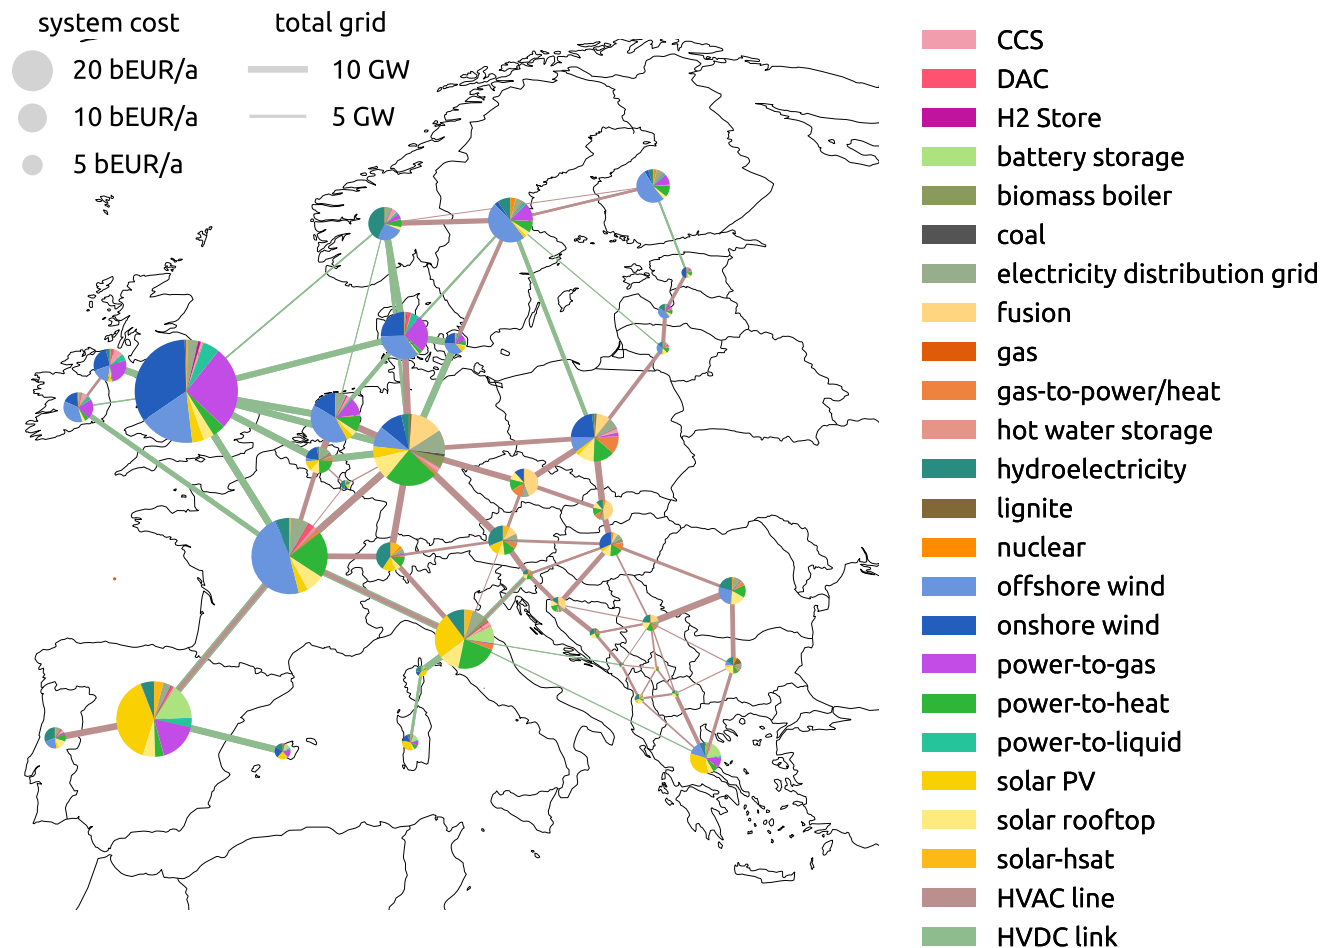 system cost
20 bEUR/a
10 bEUR/a
5 bEUR/a
total grid
10 GW
5 GW
CCS
DAC
H2 Store
battery storage
biomass boiler
coal
electricity distribution grid
fusion
gas
gas-to-power/heat
hot water storage
hydroelectricity
lignite
nuclear
offshore wind
onshore wind
power-to-gas
power-to-heat
power-to-liquid
solar PV
solar rooftop
solar-hsat
HVAC line
HVDC link